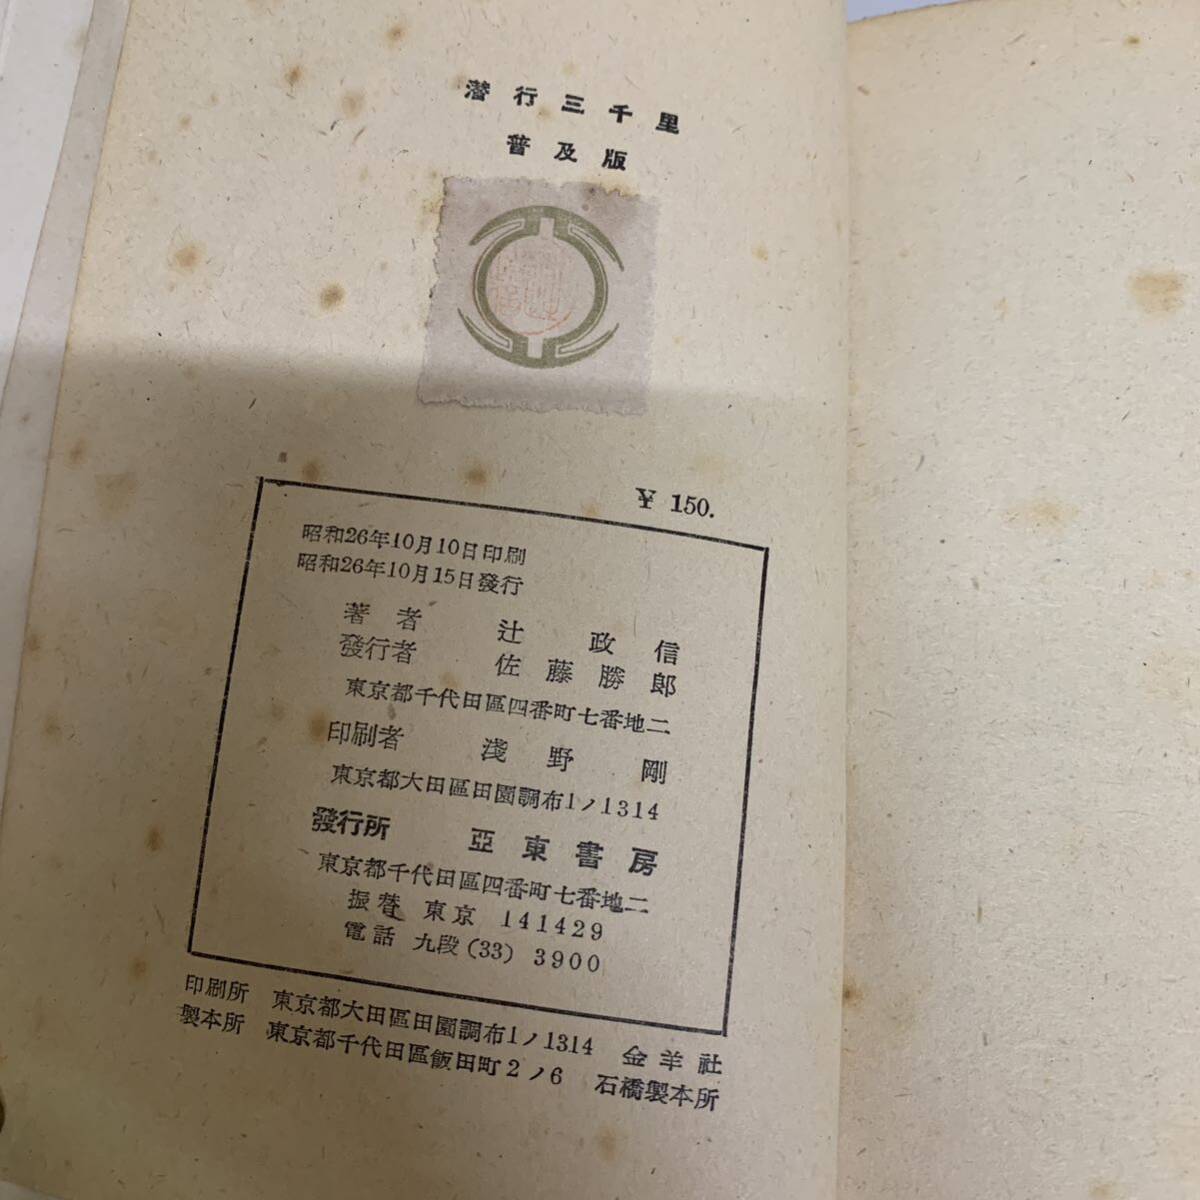 潜行三千里
普及版
¥ 150.
昭和26年10月10日印刷
昭和26年10月15日發行
著者 辻政信
發行者 佐藤勝郎
東京都千代田區四番町七番地二
印刷者 淺野剛
東京都大田區田園調布1ノ1314
發行所 亞東書房
東京都千代田區四番町七番地二
振替 東京 141429
電話 九段(33) 3900
印刷所 東京都大田區田園調布1ノ1314 金羊社
製本所 東京都千代田區飯田町2ノ6 石橋製本所